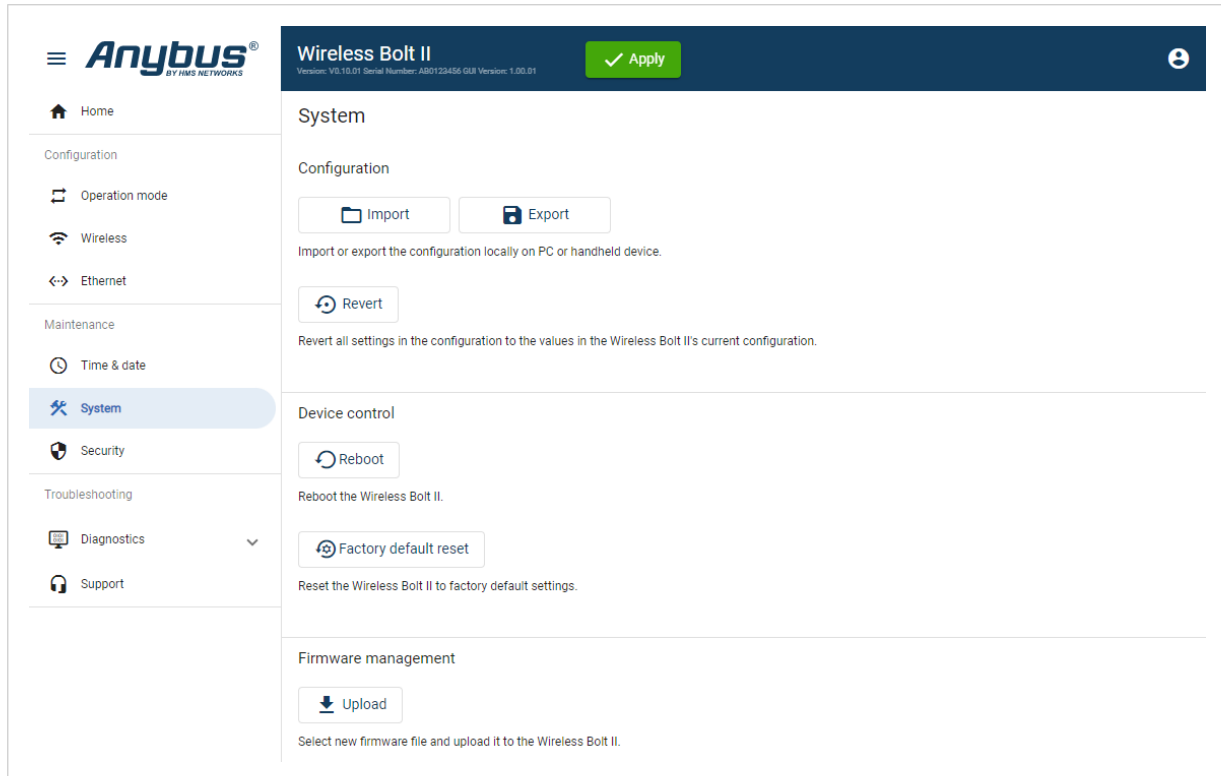 Anybus®
BY HMS NETWORKS
Wireless Bolt II
Version: V0.10.01 Serial Number: AB0123456 GUI Version: 1.00.01
Apply
Home
Configuration
Operation mode
Wireless
Ethernet
Maintenance
Time & date
System
Security
Troubleshooting
Diagnostics
Support
System
Configuration
Import
Export
Import or export the configuration locally on PC or handheld device.
Revert
Revert all settings in the configuration to the values in the Wireless Bolt II's current configuration.
Device control
Reboot
Reboot the Wireless Bolt II.
Factory default reset
Reset the Wireless Bolt II to factory default settings.
Firmware management
Upload
Select new firmware file and upload it to the Wireless Bolt II.